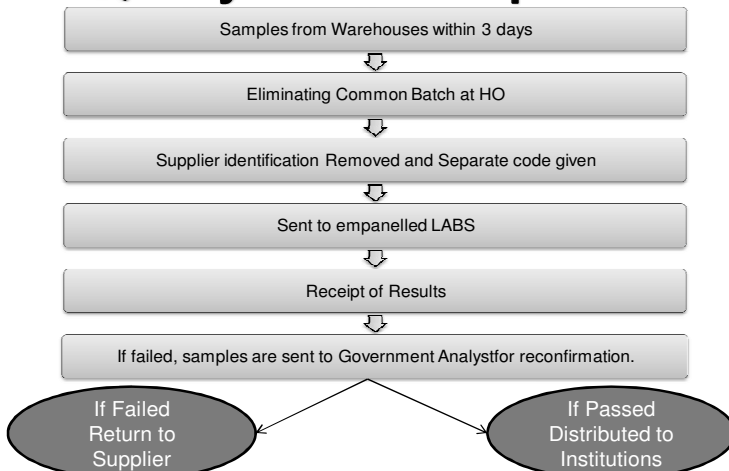 Samples from Warehouses within 3 days
Eliminating Common Batch at HO
Supplier identification Removed and Separate code given
Sent to empanelled LABS
Receipt of Results
If failed, samples are sent to Government Analystfor reconfirmation.
If Failed
Return to
Supplier
If Passed
Distributed to
Institutions